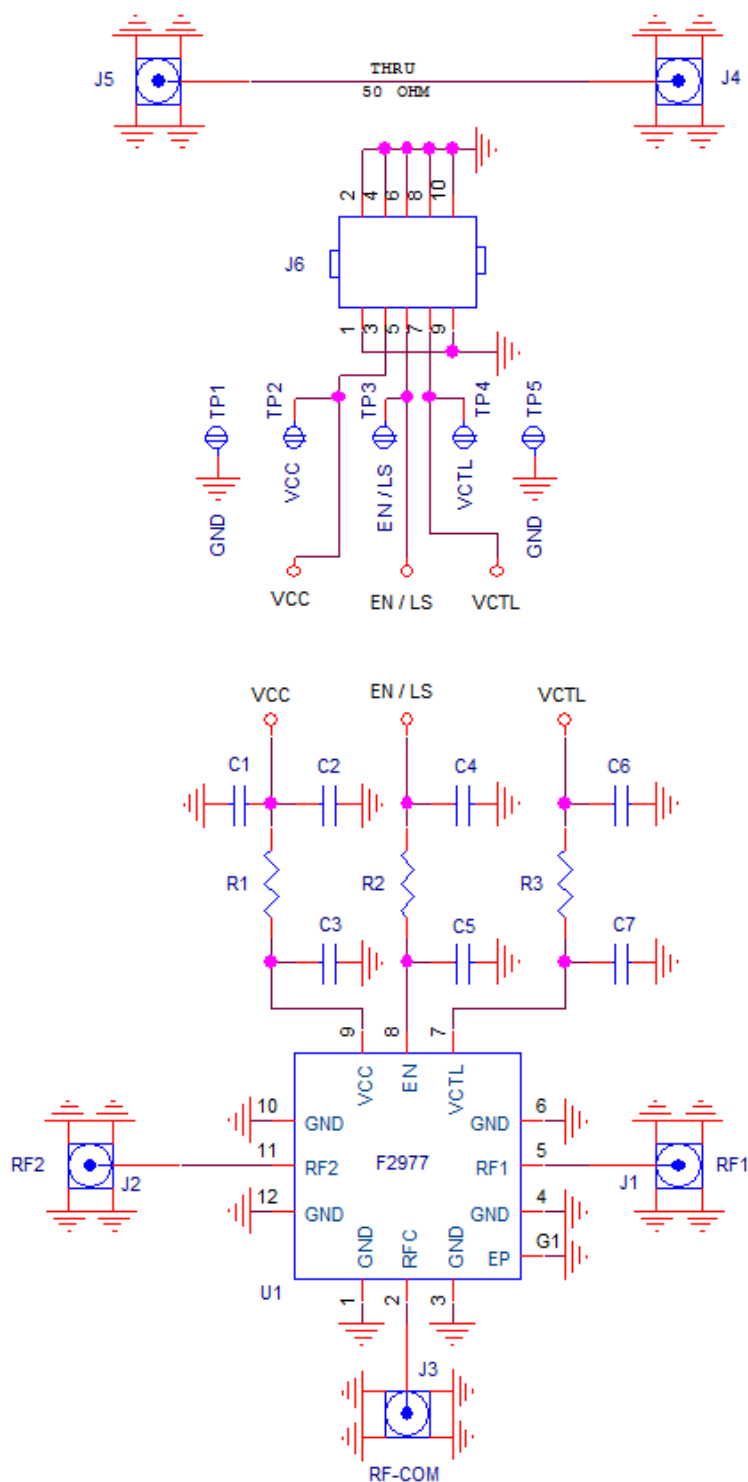 J5
THRU
50 OHM
J4
2
4
6
8
10
J6
1
3
5
7
9
TP1
TP2
TP3
TP4
TP5
GND
VCC
EN / LS
VCTL
GND
VCC
EN / LS
VCTL
VCC
EN / LS
VCTL
C1
C2
C4
C6
R1
R2
R3
C3
C5
C7
9
8
7
VCC
EN
VCTL
10
GND
GND
6
RF2
J2
11
RF2
F2977
RF1
5
J1
RF1
12
GND
GND
4
GND
RFC
GND
EP
G1
U1
1
2
3
J3
RF-COM